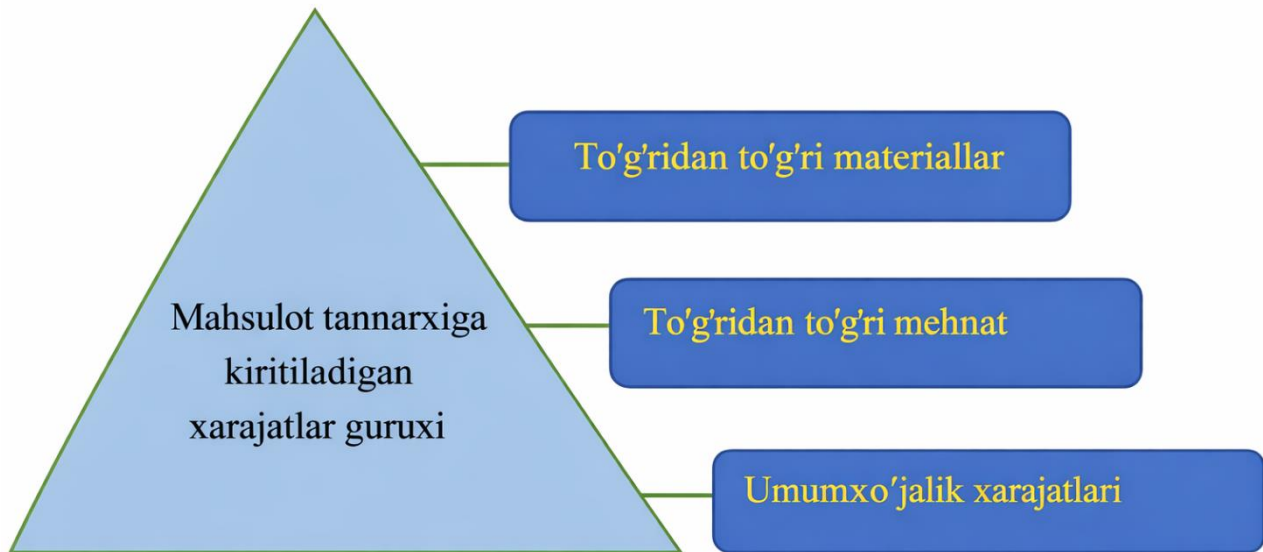 To'g'ridan to'g'ri materiallar
Mahsulot tannarxiga
kiritiladigan
xarajatlar guruxi
To'g'ridan to'g'ri mehnat
Umumxo'jalik xarajatlari